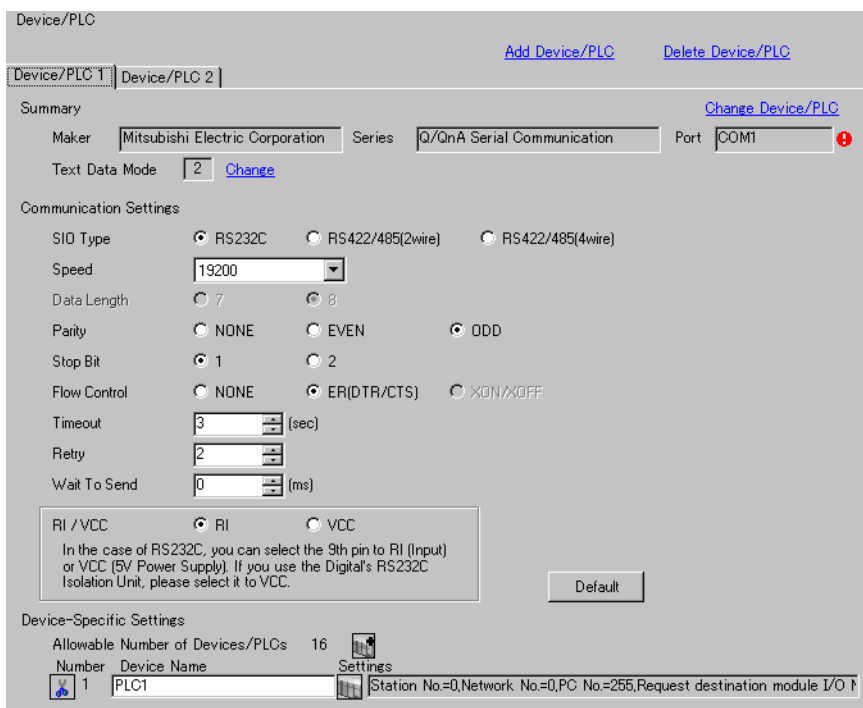 Device/PLC
Add Device/PLC Delete Device/PLC
Device/PLC 1 Device/PLC 2
Summary Change Device/PLC
Maker Mitsubishi Electric Corporation Series Q/QnA Serial Communication Port COM1
Text Data Mode 2 Change
Communication Settings
SIO Type RS232C RS422/485(2wire) RS422/485(4wire)
Speed 19200
Data Length 7 8
Parity NONE EVEN ODD
Stop Bit 1 2
Flow Control NONE ER(DTR/CTS) XON/XOFF
Timeout 3 (sec)
Retry 2
Wait To Send 0 (ms)
RI / VCC RI VCC
In the case of RS232C, you can select the 9th pin to RI (Input)
or VCC (5V Power Supply). If you use the Digital's RS232C
Isolation Unit, please select it to VCC.
Default
Device-Specific Settings
Allowable Number of Devices/PLCs 16
Number Device Name Settings
1 PLC1 Station No.=0,Network No.=0,PC No.=255,Request destination module I/O